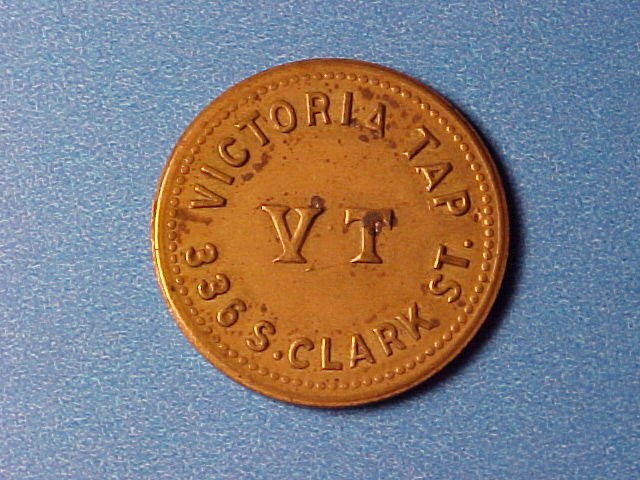 VICTORIA TAP.
VT
336 S. CLARK ST.